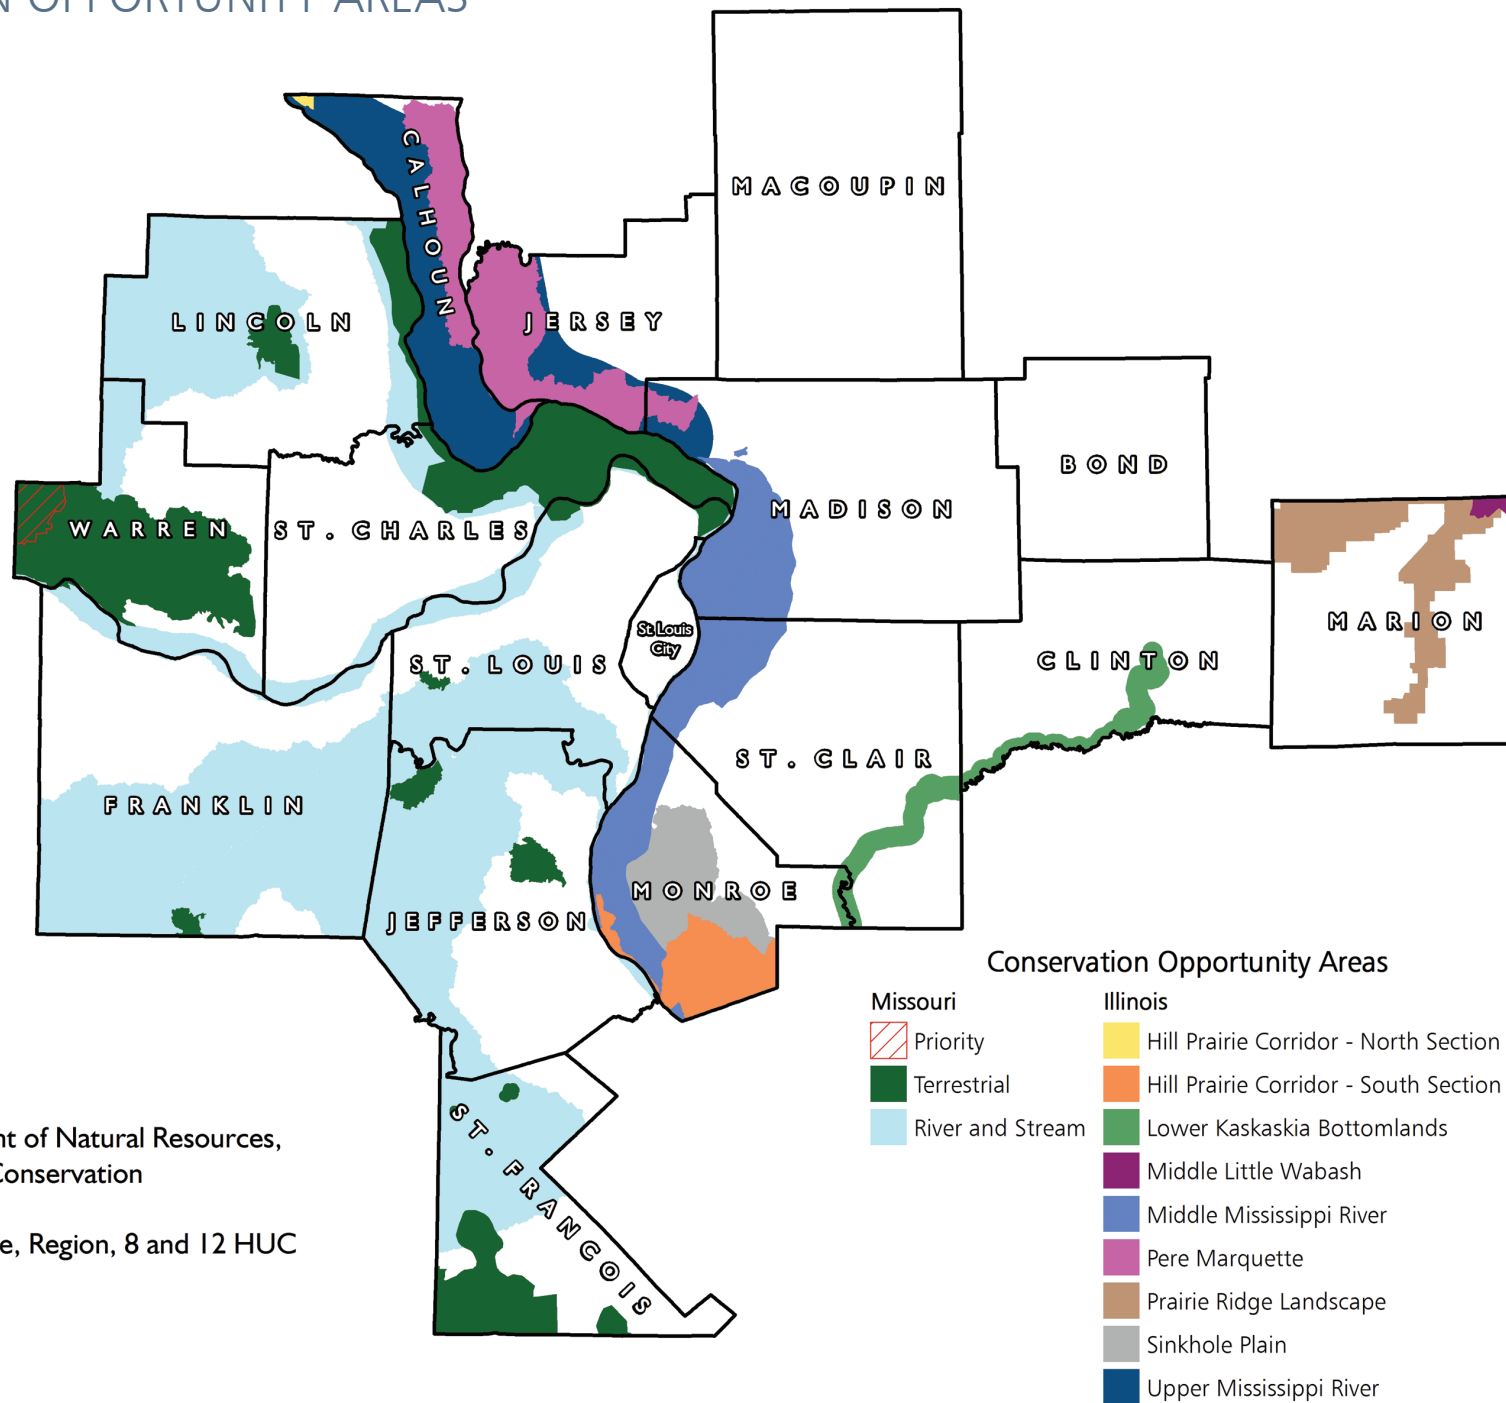 OPPORTUNITY AREAS
MACOUPIN
CALHOUN
LINCOLN
JERSEY
BOND
MADISON
WARREN
ST. CHARLES
MARION
St Louis
City
ST. LOUIS
CLINTON
ST. CLAIR
FRANKLIN
MONROE
JEFFERSON
ST. FRANCOIS
Conservation Opportunity Areas
Missouri
Priority
Terrestrial
River and Stream
Illinois
Hill Prairie Corridor - North Section
Hill Prairie Corridor - South Section
Lower Kaskaskia Bottomlands
Middle Little Wabash
Middle Mississippi River
Pere Marquette
Prairie Ridge Landscape
Sinkhole Plain
Upper Mississippi River
of Natural Resources,
Conservation
Region, 8 and 12 HUC